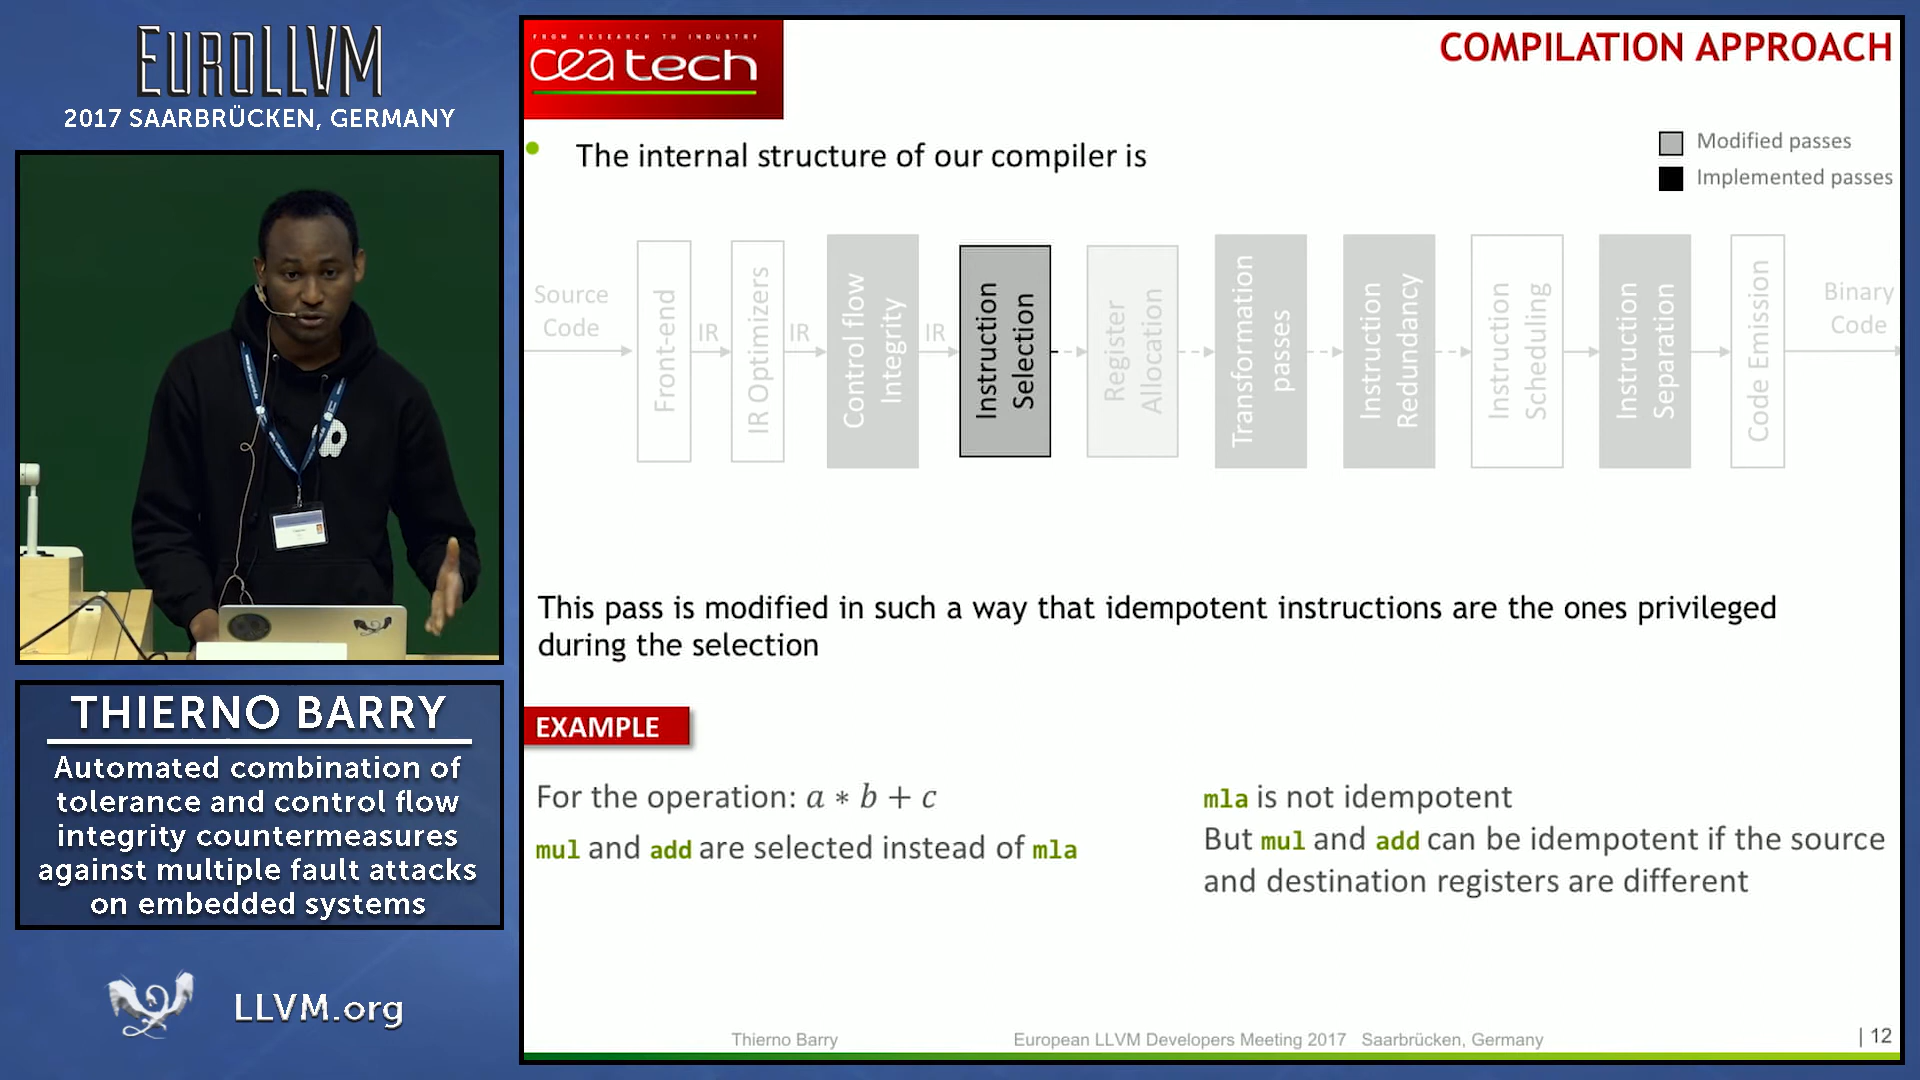 EUROLLVM
2017 SAARBRÜCKEN, GERMANY
THIERNO BARRY
Automated combination of
tolerance and control flow
integrity countermeasures
against multiple fault attacks
on embedded systems
LLVM.org
FROM RESEARCH TO INDUSTRY
cea tech
COMPILATION APPROACH
• The internal structure of our compiler is
Modified passes
Implemented passes
Source
Code
Front-end
IR
IR Optimizers
IR
Control flow
Integrity
IR
Instruction
Selection
Register
Allocation
Transformation
passes
Instruction
Redundancy
Instruction
Scheduling
Instruction
Separation
Code Emission
Binary
Code
This pass is modified in such a way that idempotent instructions are the ones privileged
during the selection
EXAMPLE
For the operation: a ∗ b + c
mul and add are selected instead of mla
mla is not idempotent
But mul and add can be idempotent if the source
and destination registers are different
Thierno Barry
European LLVM Developers Meeting 2017 Saarbrücken, Germany
| 12